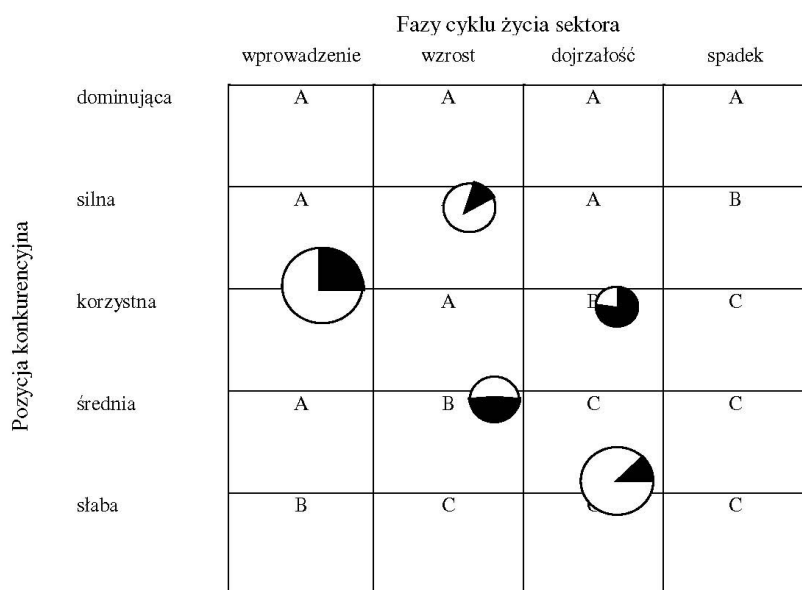 Fazy cyklu życia sektora
wprowadzenie wzrost dojrzałość spadek
dominująca A A A A
silna A A B
korzystna A B C
średnia A B C C
słaba B C C C
Pozycja konkurencyjna